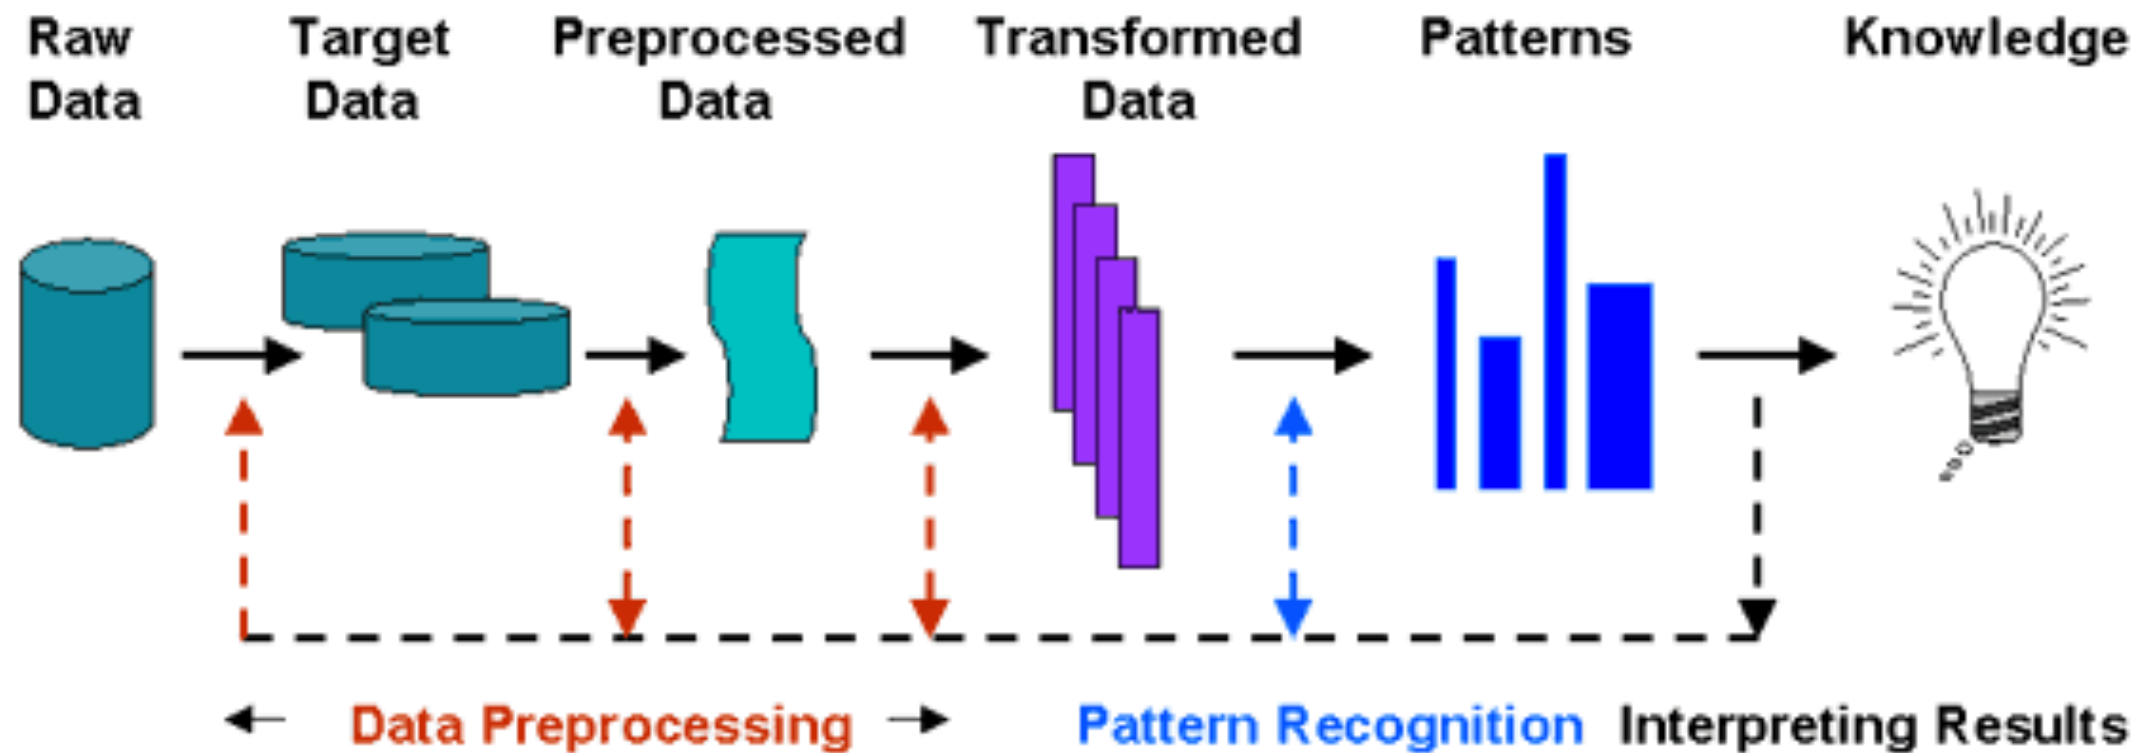 Raw
Data
Target
Data
Preprocessed
Data
Transformed
Data
Patterns
Knowledge
Data Preprocessing
Pattern Recognition
Interpreting Results